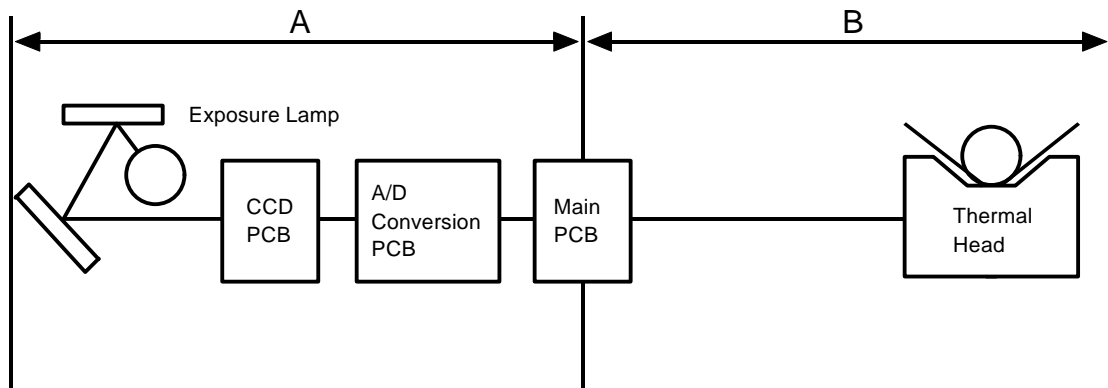 A
B
Exposure Lamp
CCD
PCB
A/D
Conversion
PCB
Main
PCB
Thermal
Head